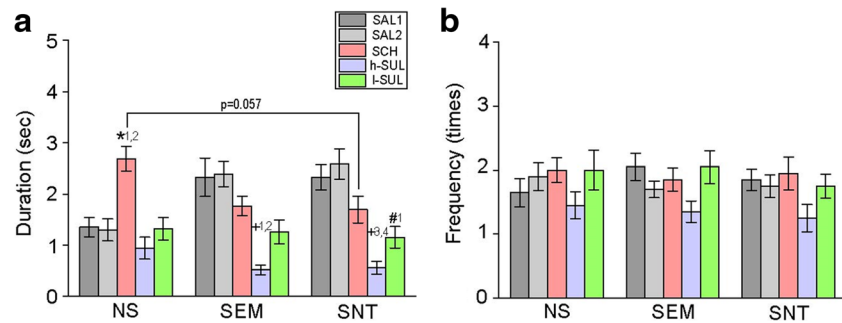 a
5
4
3
2
1
0
Duration (sec)
SAL1
SAL2
SCH
h-SUL
l-SUL
p=0.057
*1,2
+1,2
+3,4
#1
NS
SEM
SNT
b
4
3
2
1
0
Frequency (times)
NS
SEM
SNT